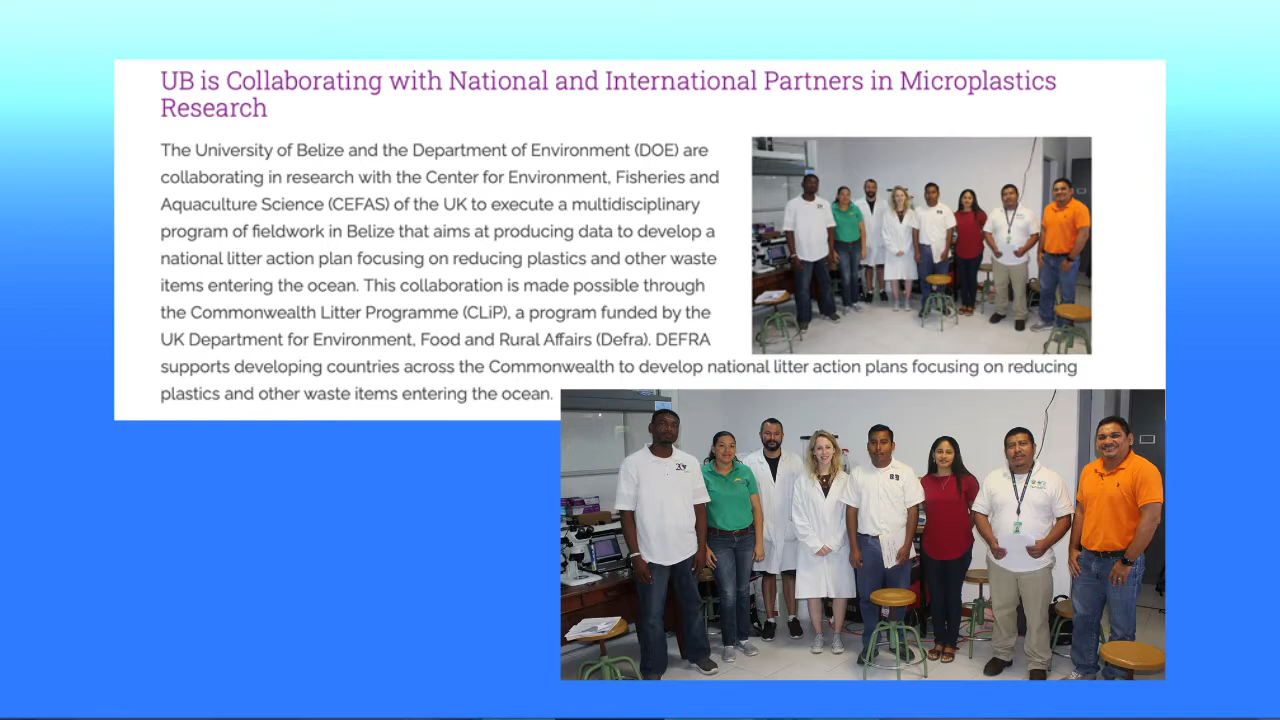 UB is Collaborating with National and International Partners in Microplastics
Research
The University of Belize and the Department of Environment (DOE) are
collaborating in research with the Center for Environment, Fisheries and
Aquaculture Science (CEFAS) of the UK to execute a multidisciplinary
program of fieldwork in Belize that aims at producing data to develop a
national litter action plan focusing on reducing plastics and other waste
items entering the ocean. This collaboration is made possible through
the Commonwealth Litter Programme (CLiP), a program funded by the
UK Department for Environment, Food and Rural Affairs (Defra). DEFRA
supports developing countries across the Commonwealth to develop national litter action plans focusing on reducing
plastics and other waste items entering the ocean.